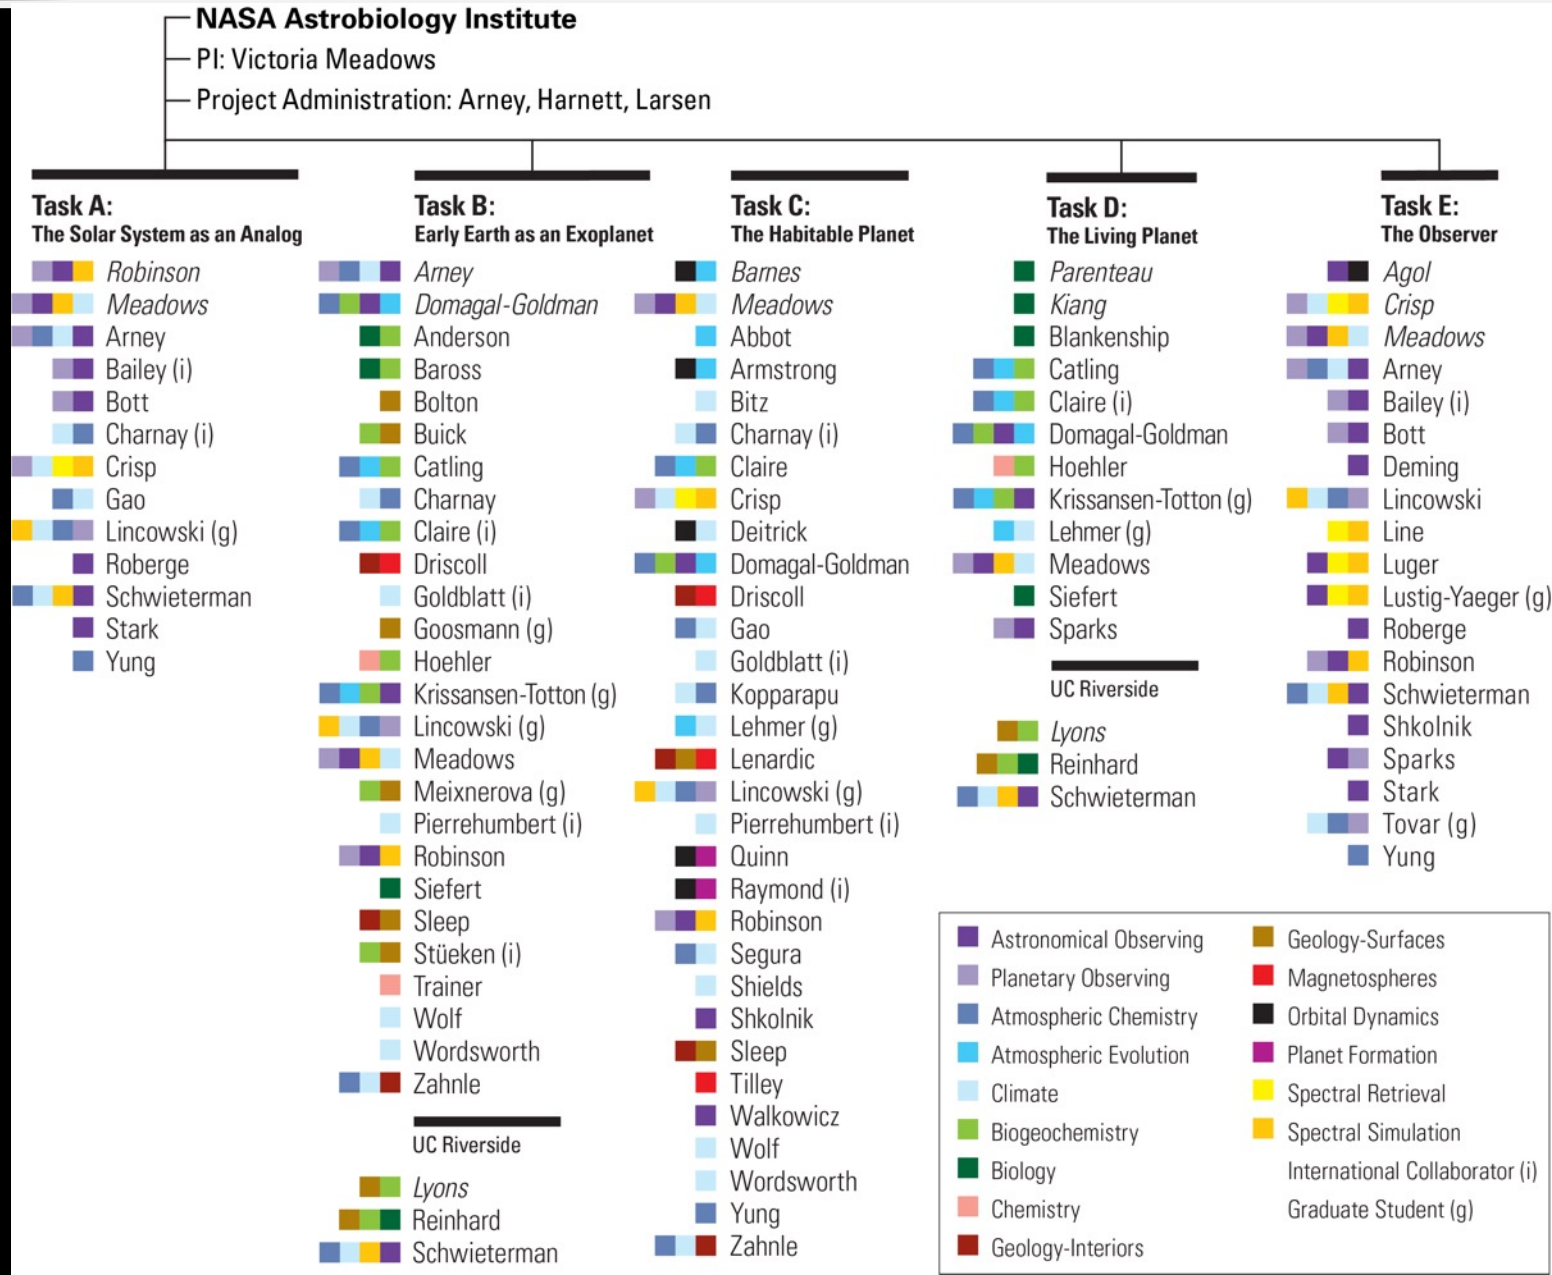 NASA Astrobiology Institute
PI: Victoria Meadows
Project Administration: Arney, Harnett, Larsen
Task A:
The Solar System as an Analog
Robinson
Meadows
Arney
Bailey (i)
Bott
Charnay (i)
Crisp
Gao
Lincowski (g)
Roberge
Schwieterman
Stark
Yung
Task B:
Early Earth as an Exoplanet
Arney
Domagal-Goldman
Anderson
Baross
Bolton
Buick
Catling
Charnay
Claire (i)
Driscoll
Goldblatt (i)
Goosmann (g)
Hoehler
Krissansen-Totton (g)
Lincowski (g)
Meadows
Meixnerova (g)
Pierrehumbert (i)
Robinson
Siefert
Sleep
Stüeken (i)
Trainer
Wolf
Wordsworth
Zahnle
UC Riverside
Lyons
Reinhard
Schwieterman
Task C:
The Habitable Planet
Barnes
Meadows
Abbot
Armstrong
Bitz
Charnay (i)
Claire
Crisp
Deitrick
Domagal-Goldman
Driscoll
Gao
Goldblatt (i)
Kopparapu
Lehmer (g)
Lenardic
Lincowski (g)
Pierrehumbert (i)
Quinn
Raymond (i)
Robinson
Segura
Shields
Shkolnik
Sleep
Tilley
Walkowicz
Wolf
Wordsworth
Yung
Zahnle
Task D:
The Living Planet
Parenteau
Kiang
Blankenship
Catling
Claire (i)
Domagal-Goldman
Hoehler
Krissansen-Totton (g)
Lehmer (g)
Meadows
Siefert
Sparks
UC Riverside
Lyons
Reinhard
Schwieterman
Task E:
The Observer
Agol
Crisp
Meadows
Arney
Bailey (i)
Bott
Deming
Lincowski
Line
Luger
Lustig-Yaeger (g)
Roberge
Robinson
Schwieterman
Shkolnik
Sparks
Stark
Tovar (g)
Yung
Astronomical Observing
Planetary Observing
Atmospheric Chemistry
Atmospheric Evolution
Climate
Biogeochemistry
Biology
Chemistry
Geology-Interiors
Geology-Surfaces
Magnetospheres
Orbital Dynamics
Planet Formation
Spectral Retrieval
Spectral Simulation
International Collaborator (i)
Graduate Student (g)